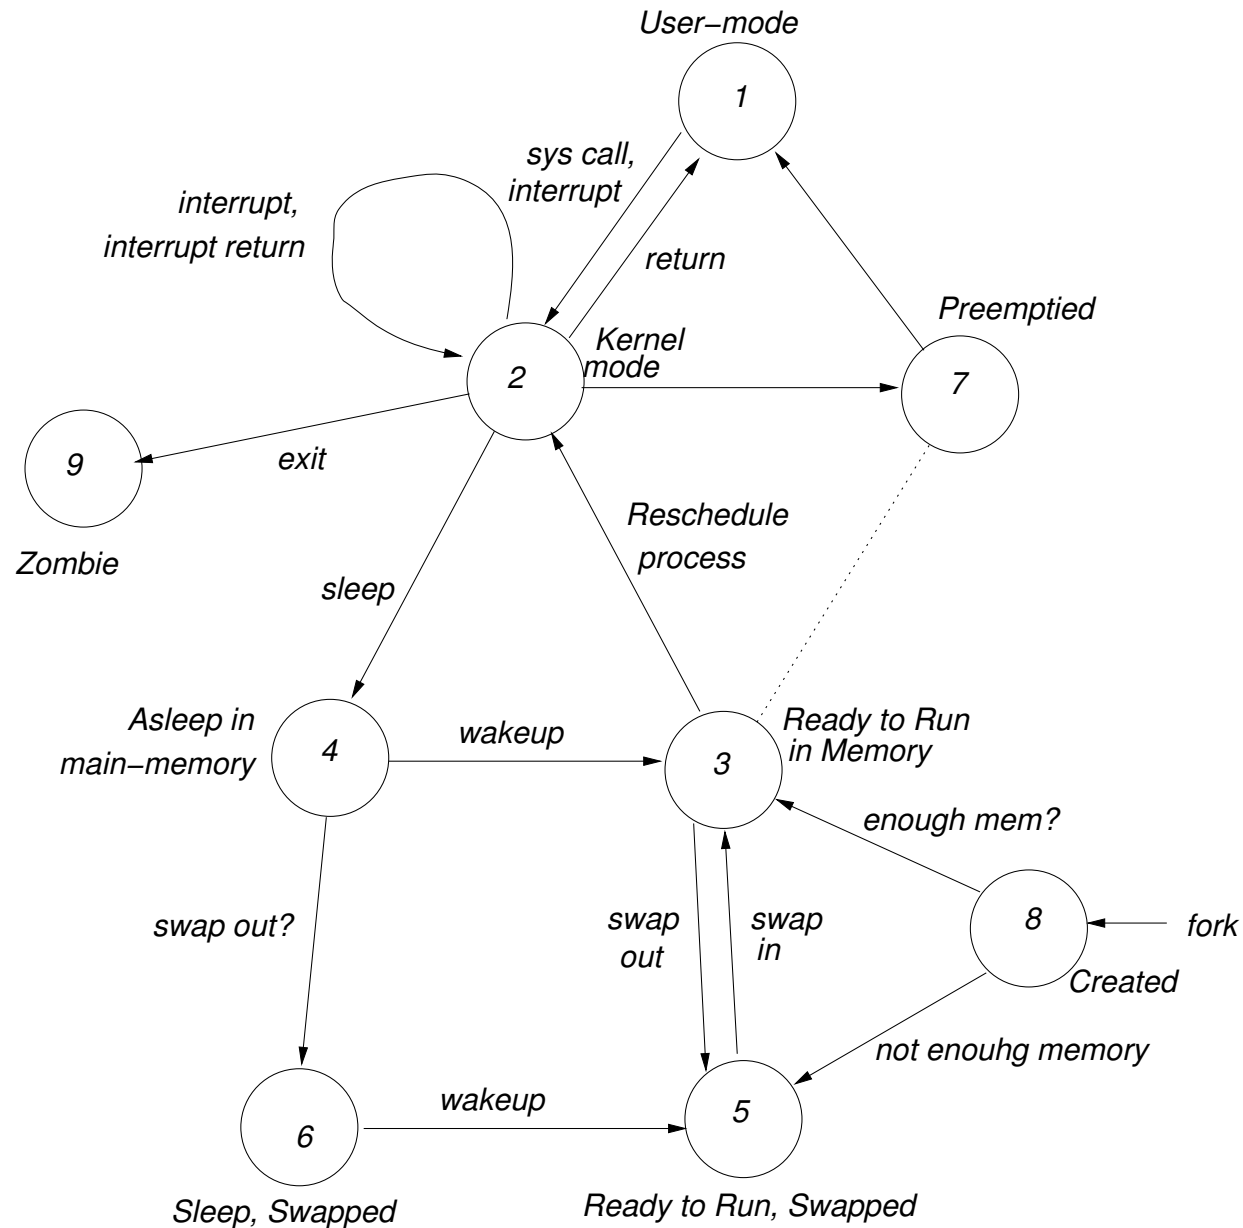 User−mode
1
sys call,
interrupt
interrupt,
interrupt return
return
Preemptied
Kernel
mode
2
7
9
exit
Zombie
Reschedule
process
sleep
Asleep in
main−memory
4
wakeup
3
Ready to Run
in Memory
enough mem?
swap out?
swap
out
swap
in
8
fork
Created
not enouhg memory
wakeup
5
6
Sleep, Swapped
Ready to Run, Swapped